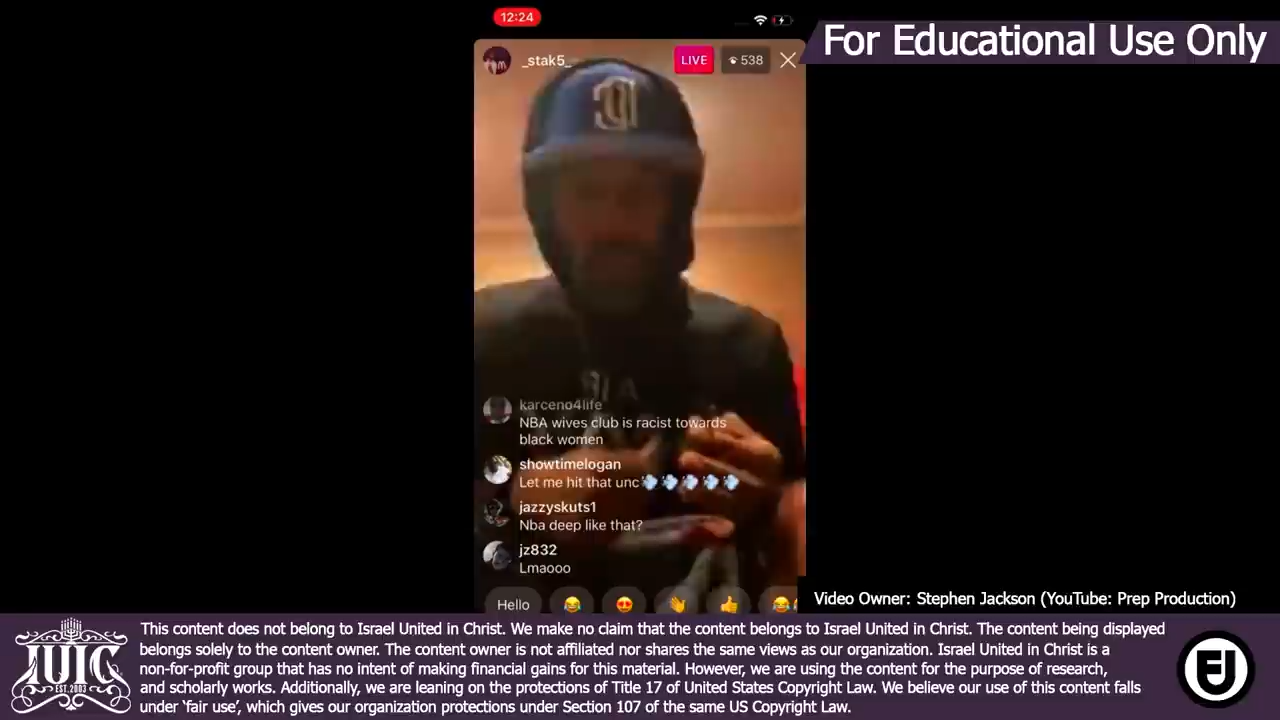 12:24
For Educational Use Only
_stak5_
LIVE
538
karceno4life
NBA wives club is racist towards
black women
showtimelogan
Let me hit that unc💨💨💨💨💨
jazzyskuts1
Nba deep like that?
jz832
Lmaooo
Hello
Video Owner: Stephen Jackson (YouTube: Prep Production)
This content does not belong to Israel United in Christ. We make no claim that the content belongs to Israel United in Christ. The content being displayed
belongs solely to the content owner. The content owner is not affiliated nor shares the same views as our organization. Israel United in Christ is a
non-for-profit group that has no intent of making financial gains for this material. However, we are using the content for the purpose of research,
and scholarly works. Additionally, we are leaning on the protections of Title 17 of United States Copyright Law. We believe our use of this content falls
under ‘fair use’, which gives our organization protections under Section 107 of the same US Copyright Law.
IUIC
EST. 2003